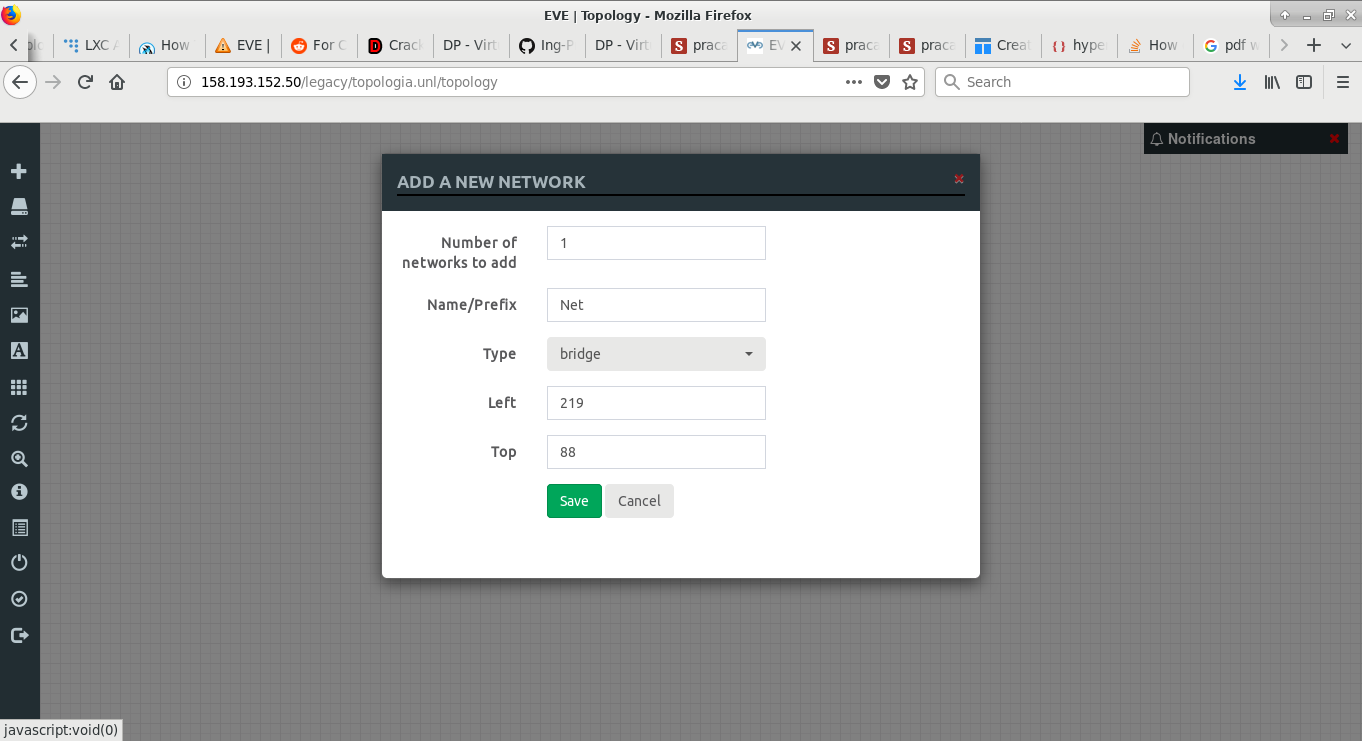 EVE | Topology - Mozilla Firefox
LXC
How
EVE |
For
Crack
DP - Virt
Ing-P
DP - Virt
S praca
EV
S praca
S praca
Creat
hype
How
pdf
158.193.152.50/legacy/topologia.unl/topology
Search
Notifications
ADD A NEW NETWORK
Number of
networks to add
1
Name/Prefix
Net
Type
bridge
Left
219
Top
88
Save
Cancel
javascript:void(0)